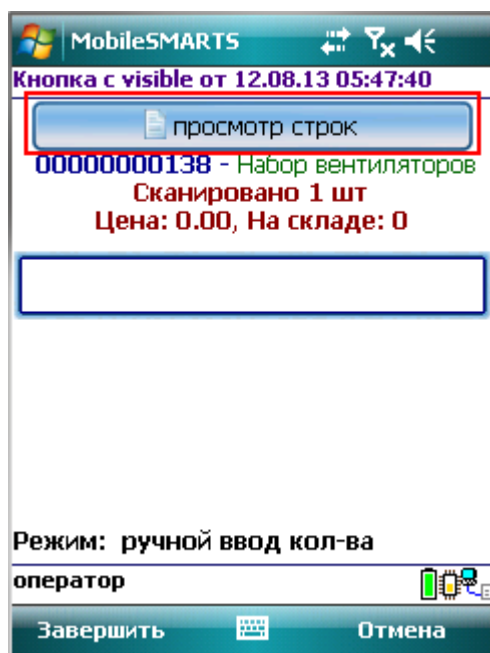 MobileSMARTS
Кнопка с visible от 12.08.13 05:47:40
просмотр строк
00000000138 - Набор вентиляторов
Сканировано 1 шт
Цена: 0.00, На складе: 0
Режим: ручной ввод кол-ва
оператор
Завершить Отмена